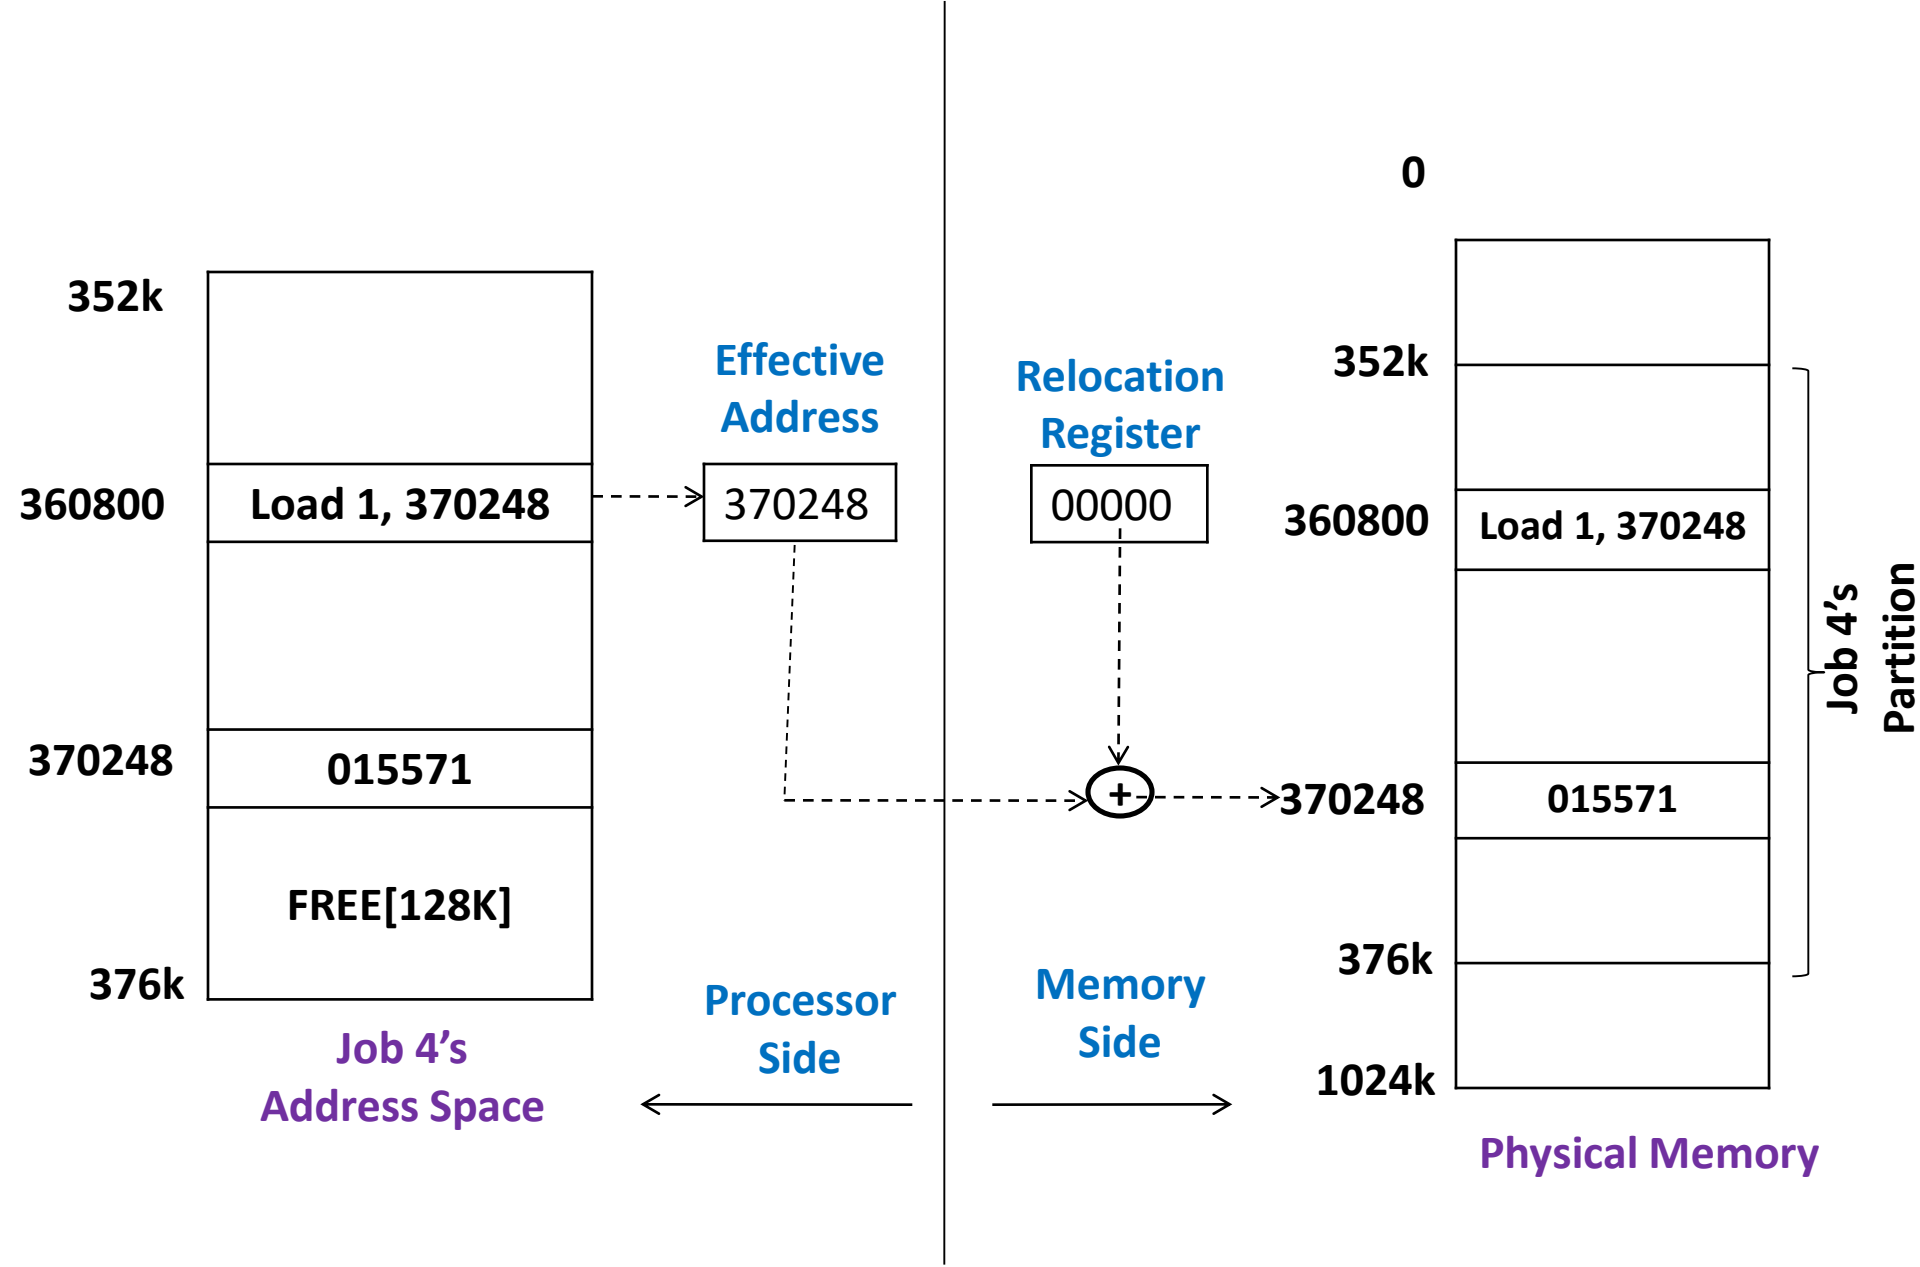 352k
360800
Load 1, 370248
370248
015571
FREE[128K]
376k
Job 4’s
Address Space
Effective
Address
370248
Processor
Side
Relocation
Register
00000
+
Memory
Side
0
352k
360800
Load 1, 370248
370248
015571
376k
1024k
Physical Memory
Job 4’s
Partition